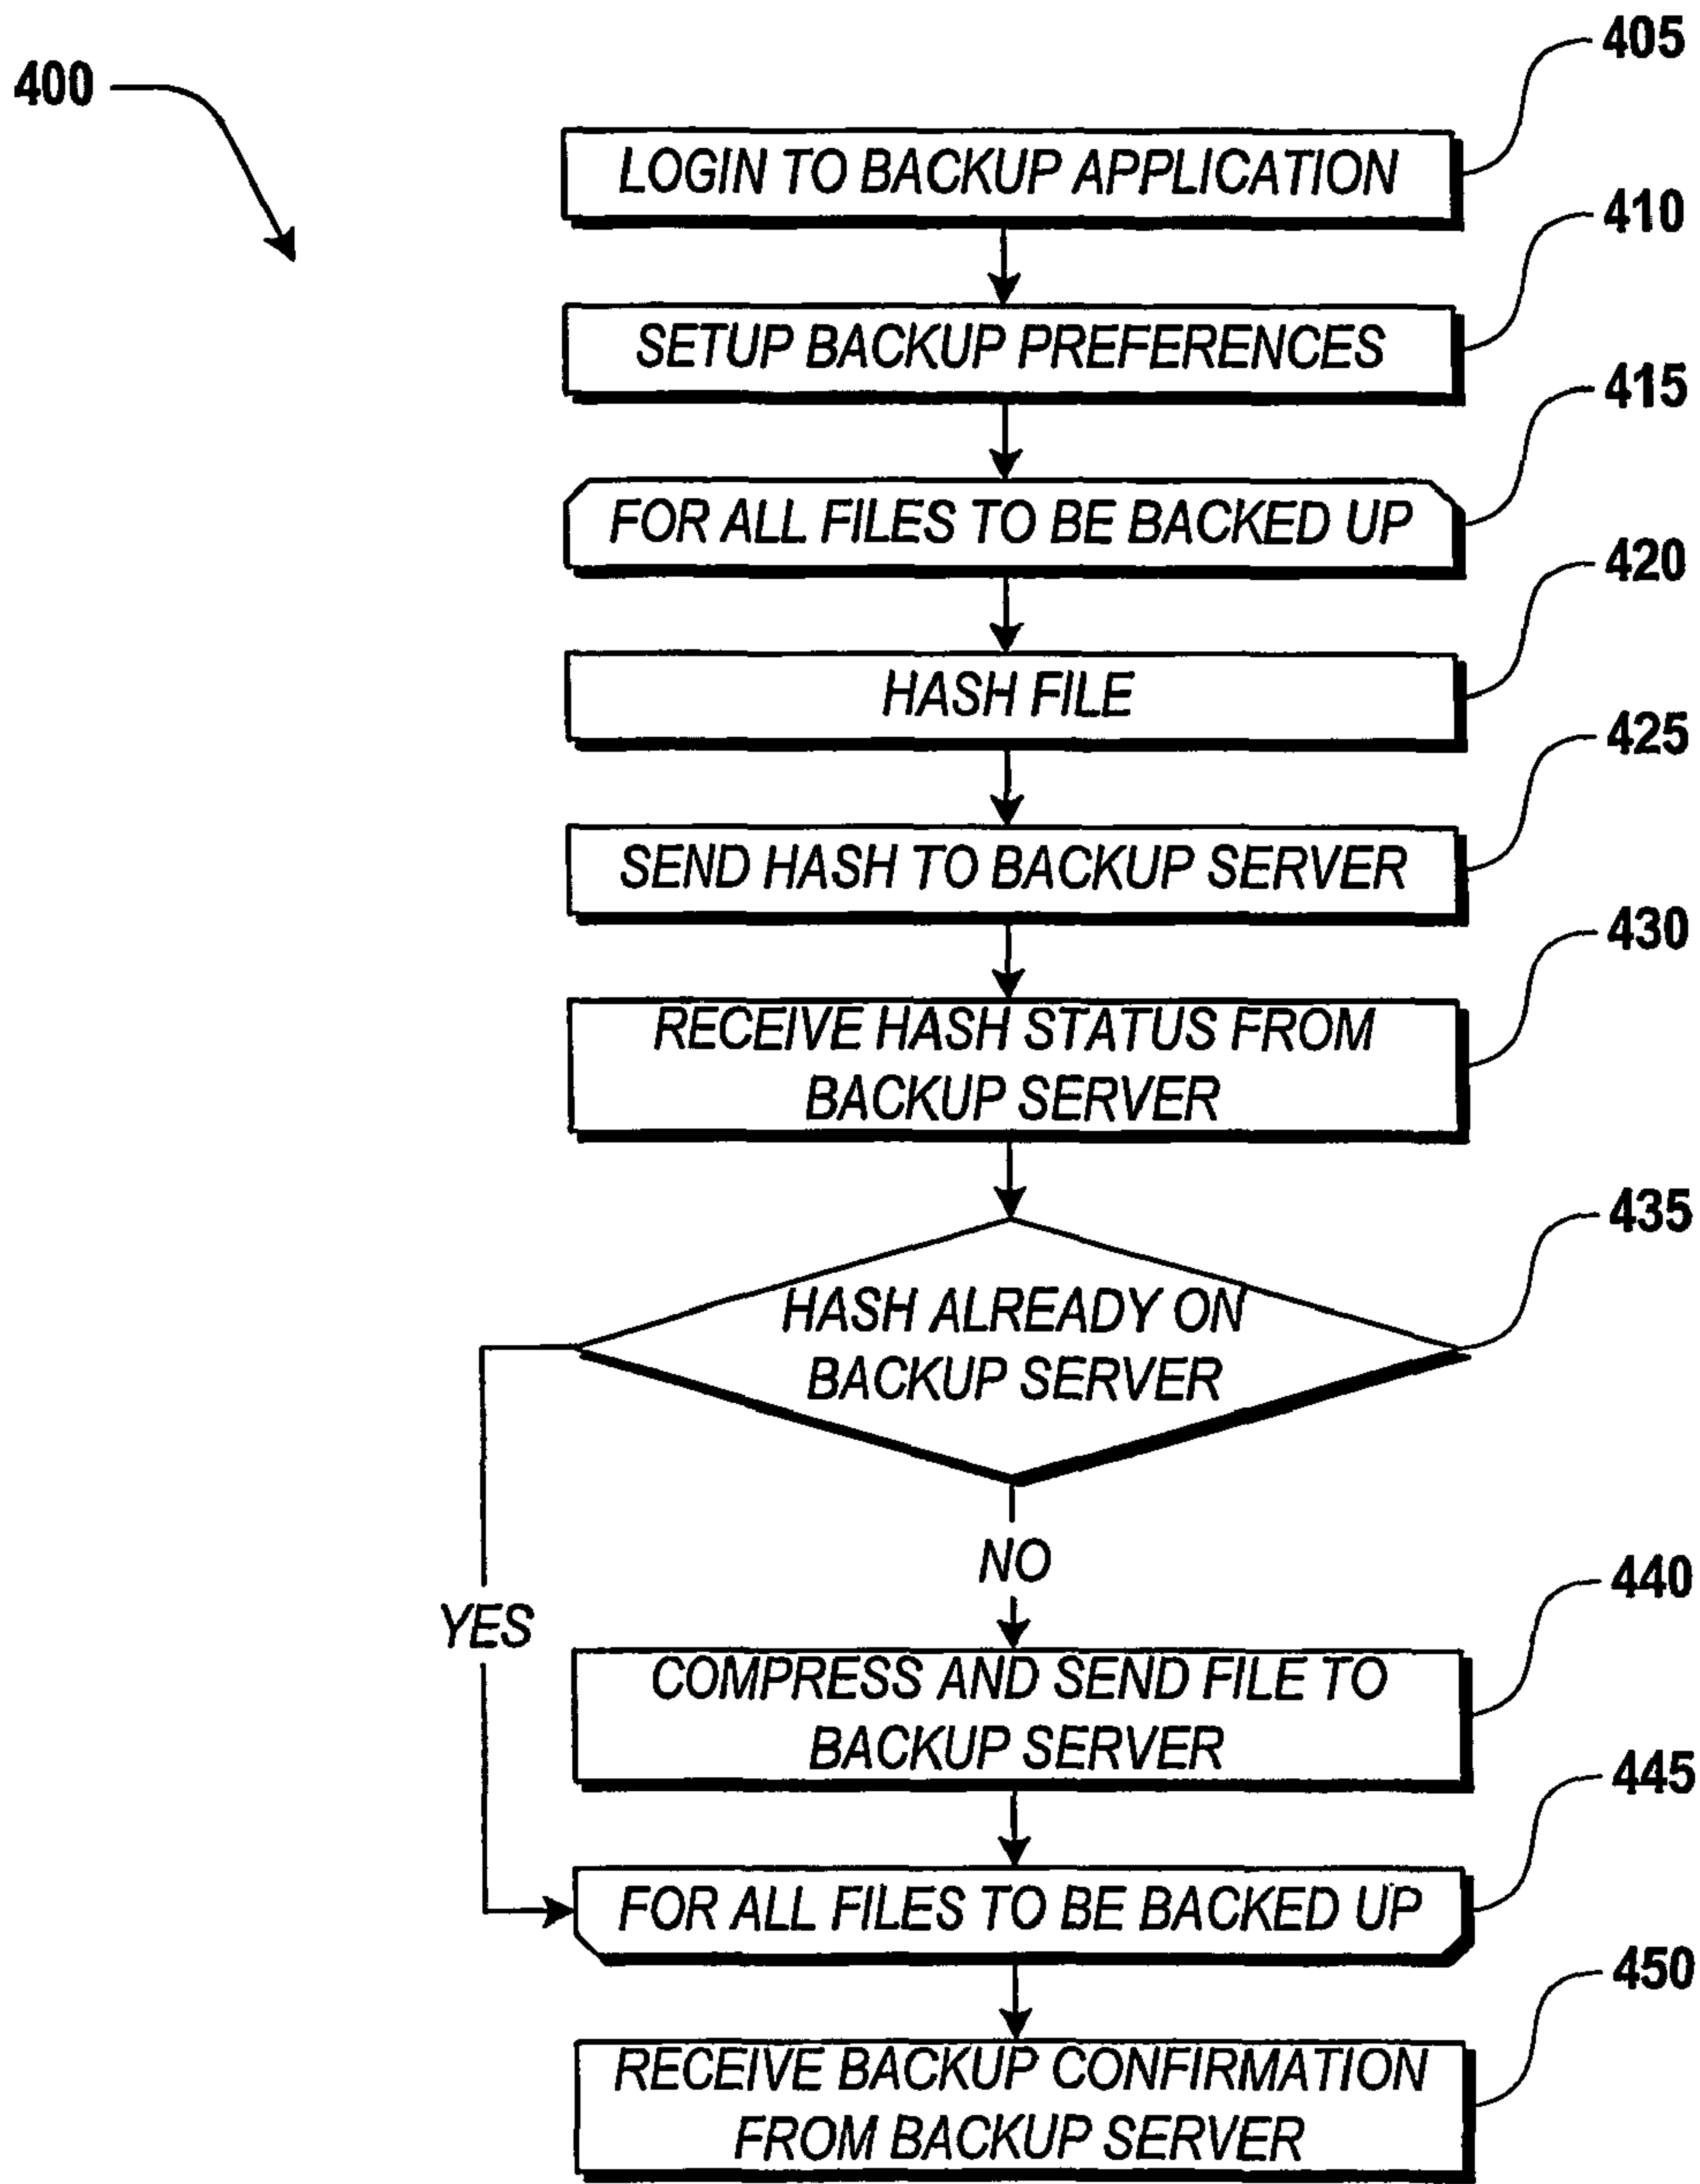 405
400
LOGIN TO BACKUP APPLICATION
410
SETUP BACKUP PREFERENCES
415
FOR ALL FILES TO BE BACKED UP
420
HASH FILE
425
SEND HASH TO BACKUP SERVER
430
RECEIVE HASH STATUS FROM
BACKUP SERVER
435
HASH ALREADY ON
BACKUP SERVER
NO
YES
440
COMPRESS AND SEND FILE TO
BACKUP SERVER
445
FOR ALL FILES TO BE BACKED UP
450
RECEIVE BACKUP CONFIRMATION
FROM BACKUP SERVER